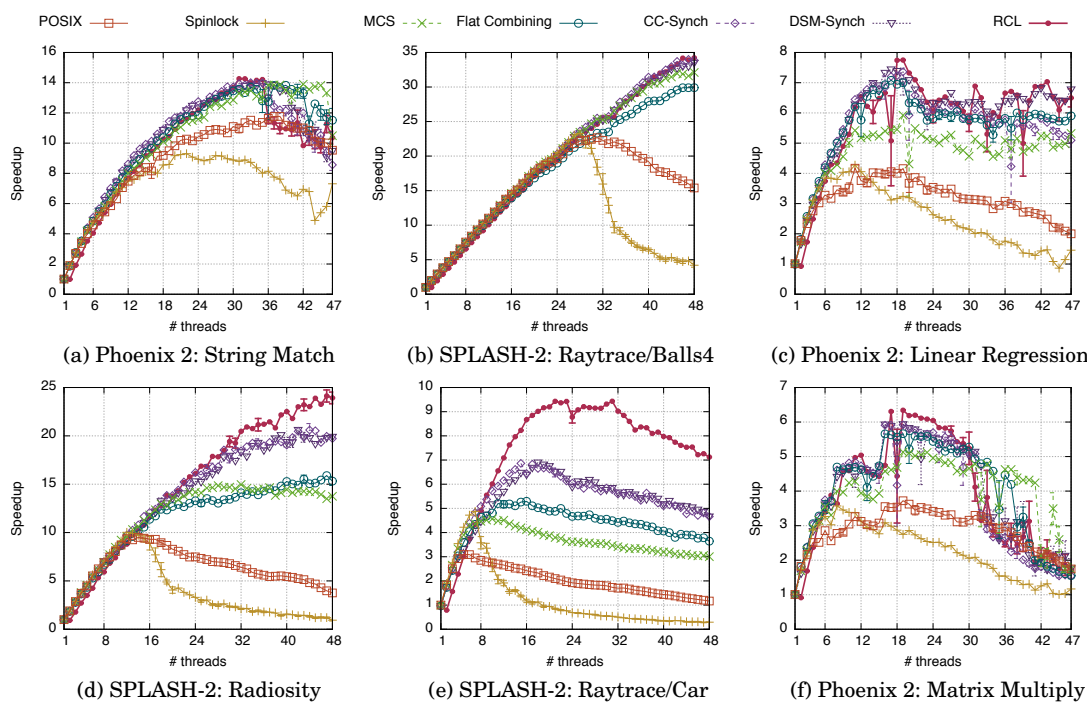 POSIX Spinlock MCS Flat Combining CC-Synch DSM-Synch RCL
16
14
12
10
8
6
4
2
0
Speedup
1 6 12 18 24 30 36 42 47
# threads
(a) Phoenix 2: String Match
35
30
25
20
15
10
5
0
Speedup
1 8 16 24 32 40 48
# threads
(b) SPLASH-2: Raytrace/Balls4
8
7
6
5
4
3
2
1
0
Speedup
1 6 12 18 24 30 36 42 47
# threads
(c) Phoenix 2: Linear Regression
25
20
15
10
5
0
Speedup
1 8 16 24 32 40 48
# threads
(d) SPLASH-2: Radiosity
10
9
8
7
6
5
4
3
2
1
0
Speedup
1 8 16 24 32 40 48
# threads
(e) SPLASH-2: Raytrace/Car
7
6
5
4
3
2
1
0
Speedup
1 6 12 18 24 30 36 42 47
# threads
(f) Phoenix 2: Matrix Multiply